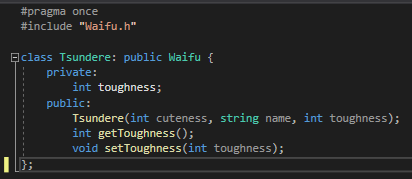 #pragma once
#include "Waifu.h"
class Tsundere: public Waifu {
private:
int toughness;
public:
Tsundere(int cuteness, string name, int toughness);
int getToughness();
void setToughness(int toughness);
};